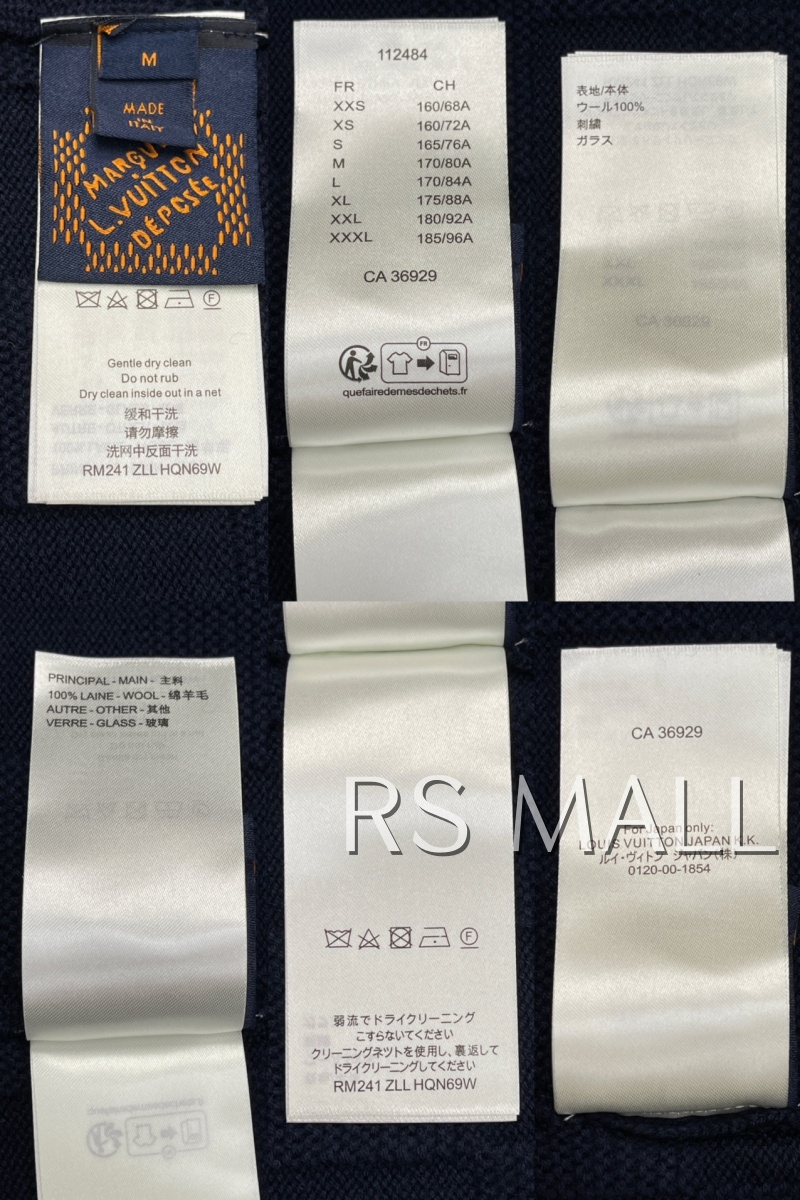 M
MADE
IN
ITALY
MARQUE
L.VUITTON
DÉPOSÉE
Gentle dry clean
Do not rub
Dry clean inside out in a net
缓和干洗
请勿摩擦
洗网中反面干洗
RM241 ZLL HQN69W
112484
FR CH
XXS 160/68A
XS 160/72A
S 165/76A
M 170/80A
L 170/84A
XL 175/88A
XXL 180/92A
XXXL 185/96A
CA 36929
FR
quefairedemesdechets.fr
表地/本体
ウール100%
刺繍
ガラス
PRINCIPAL - MAIN - 主料
100% LAINE - WOOL - 绵羊毛
AUTRE - OTHER - 其他
VERRE - GLASS - 玻璃
F
弱流でドライクリーニング
こすらないでください
クリーニングネツトを使用し、裏返して
ドライクリーニングしてください
RM241 ZLL HQN69W
CA 36929
For Japan only:
LOUIS VUITTON JAPAN K.K.
ルイ・ヴィトン ジャパン(株)
0120-00-1854
RS MALL